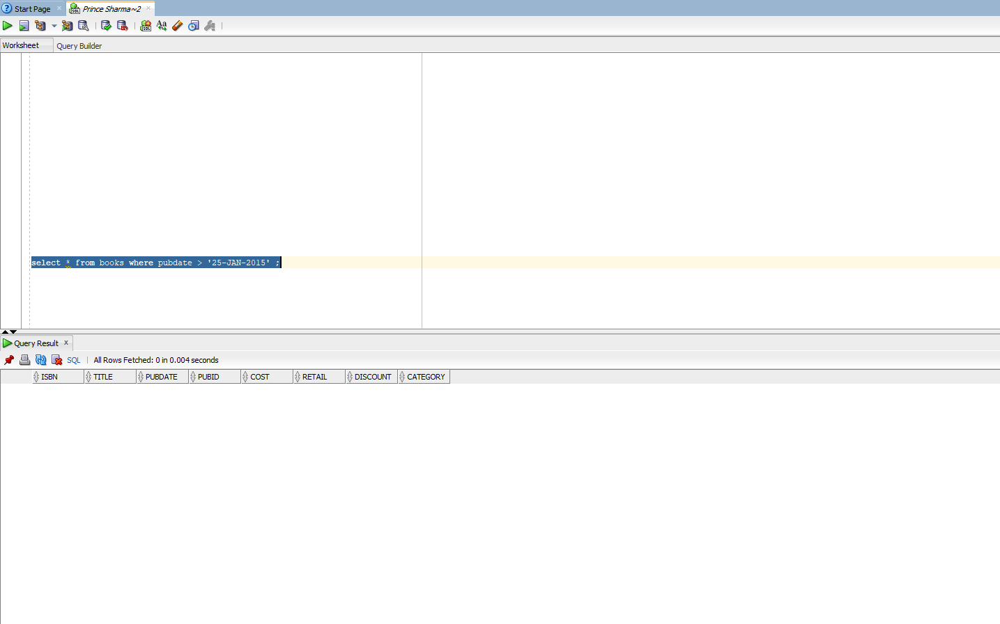 Start Page Prince Sharma~2
Worksheet Query Builder
select * from books where pubdate > '25-JAN-2015' ;
Query Result x
SQL All Rows Fetched: 0 in 0.004 seconds
ISBN TITLE PUBDATE PUBID COST RETAIL DISCOUNT CATEGORY